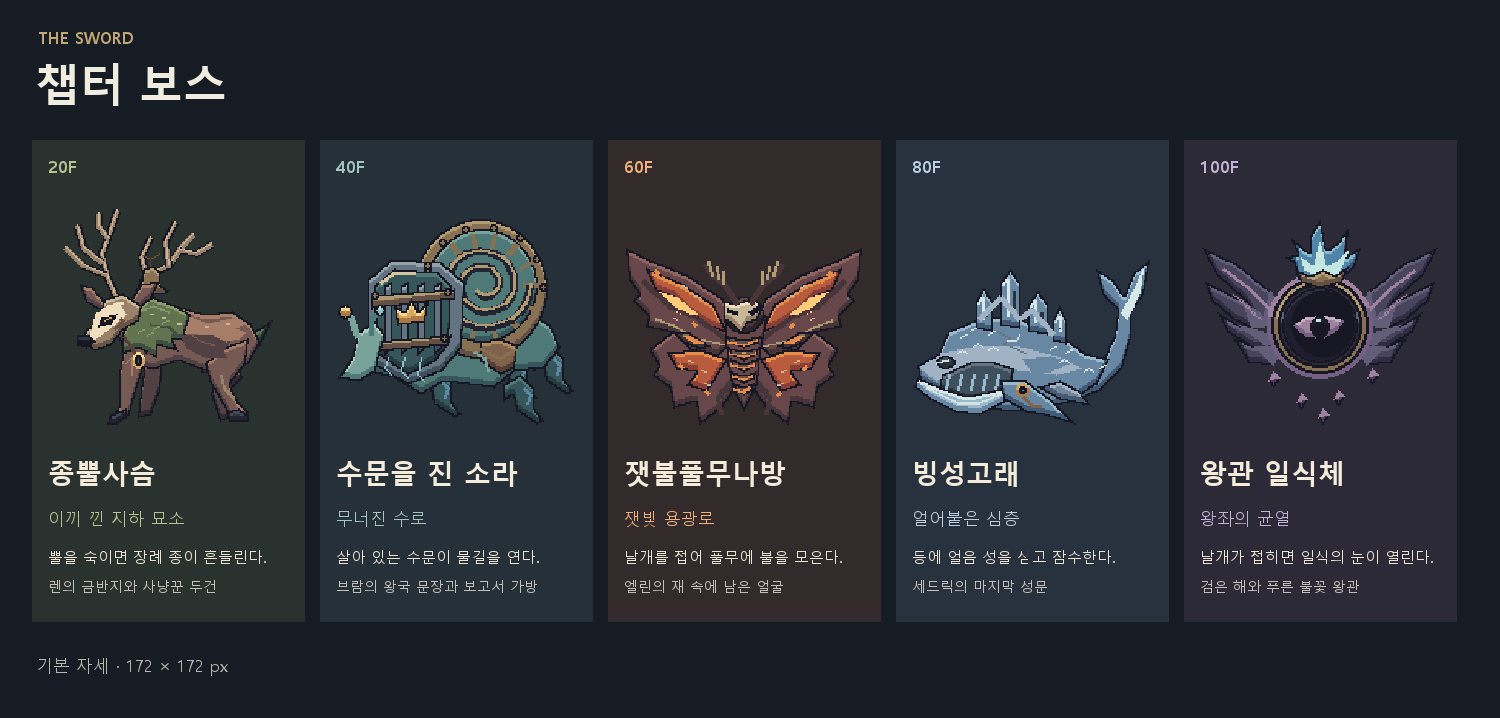 THE SWORD
챕터 보스
20F
종뿔사슴
이끼 낀 지하 묘소
뿔을 숙이면 장례 종이 흔들린다.
렌의 금반지와 사냥꾼 두건
40F
수문을 진 소라
무너진 수로
살아 있는 수문이 물길을 연다.
브람의 왕국 문장과 보고서 가방
60F
잿불풀무나방
잿빛 용광로
날개를 접어 풀무에 불을 모은다.
엘린의 재 속에 남은 얼굴
80F
빙성고래
얼어붙은 심층
등에 얼음 성을 싣고 잠수한다.
세드릭의 마지막 성문
100F
왕관 일식체
왕좌의 균열
날개가 접히면 일식의 눈이 열린다.
검은 해와 푸른 불꽃 왕관
기본 자세 · 172 × 172 px